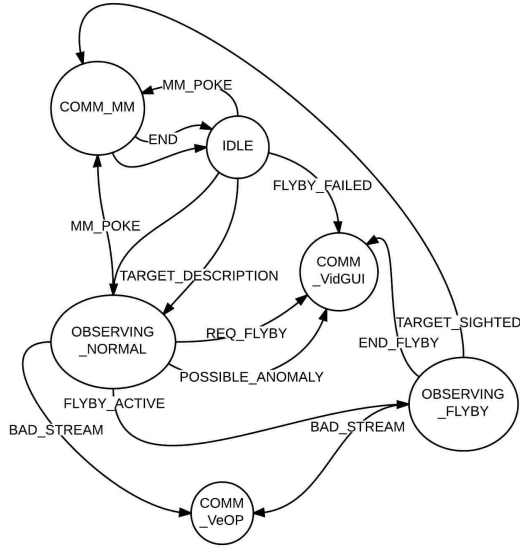 MM_POKE
COMM_MM
END
IDLE
FLYBY_FAILED
MM_POKE
COMM
_VidGUI
TARGET_DESCRIPTION
OBSERVING
_NORMAL
REQ_FLYBY
TARGET_SIGHTED
END_FLYBY
POSSIBLE_ANOMALY
FLYBY_ACTIVE
OBSERVING
_FLYBY
BAD_STREAM
BAD_STREAM
COMM
_VeOP